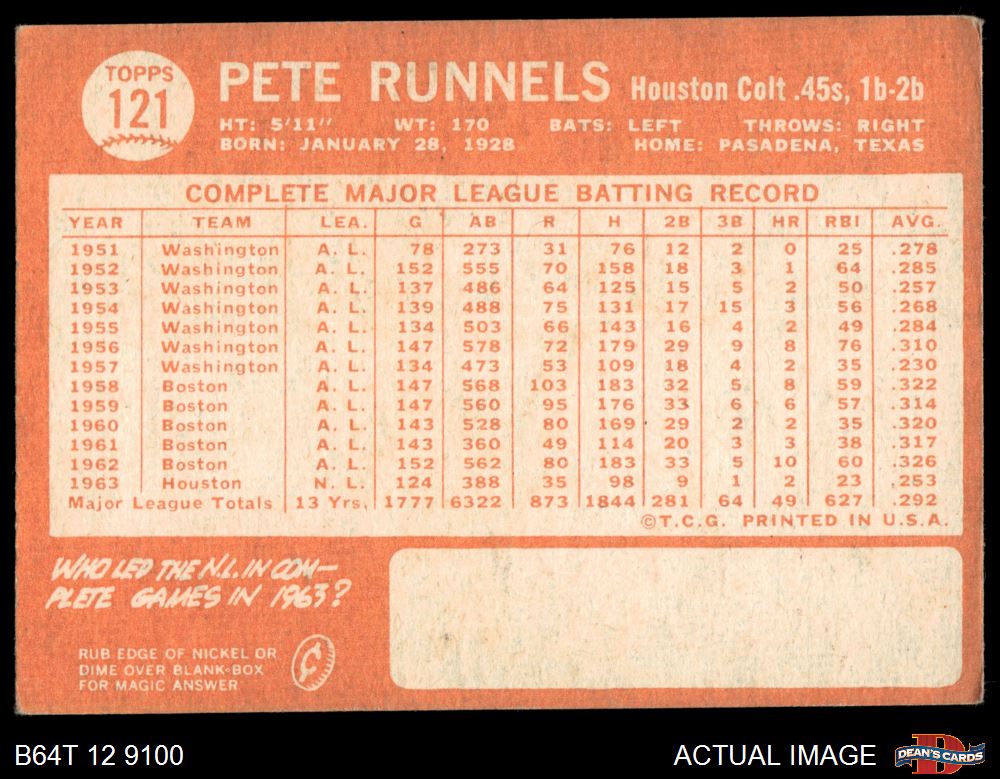 TOPPS
121
PETE RUNNELS Houston Colt .45s, 1b-2b
HT: 5'11" WT: 170 BATS: LEFT THROWS: RIGHT
BORN: JANUARY 28, 1928 HOME: PASADENA, TEXAS
COMPLETE MAJOR LEAGUE BATTING RECORD
YEAR TEAM LEA. G AB R H 2B 3B HR RBI AVG.
1951 Washington A. L. 78 273 31 76 12 2 0 25 .278
1952 Washington A. L. 152 555 70 158 18 3 1 64 .285
1953 Washington A. L. 137 486 64 125 15 5 2 50 .257
1954 Washington A. L. 139 488 75 131 17 15 3 56 .268
1955 Washington A. L. 134 503 66 143 16 4 2 49 .284
1956 Washington A. L. 147 578 72 179 29 9 8 76 .310
1957 Washington A. L. 134 473 53 109 18 4 2 35 .230
1958 Boston A. L. 147 568 103 183 32 5 8 59 .322
1959 Boston A. L. 147 560 95 176 33 6 6 57 .314
1960 Boston A. L. 143 528 80 169 29 2 2 35 .320
1961 Boston A. L. 143 360 49 114 20 3 3 38 .317
1962 Boston A. L. 152 562 80 183 33 5 10 60 .326
1963 Houston N. L. 124 388 35 98 9 1 2 23 .253
Major League Totals 13 Yrs. 1777 6322 873 1844 281 64 49 627 .292
©T.C.G. PRINTED IN U.S.A.
WHO LED THE N.L. IN COM-
PLETE GAMES IN 1963?
RUB EDGE OF NICKEL OR
DIME OVER BLANK-BOX
FOR MAGIC ANSWER
B64T 12 9100 ACTUAL IMAGE DEAN'S CARDS